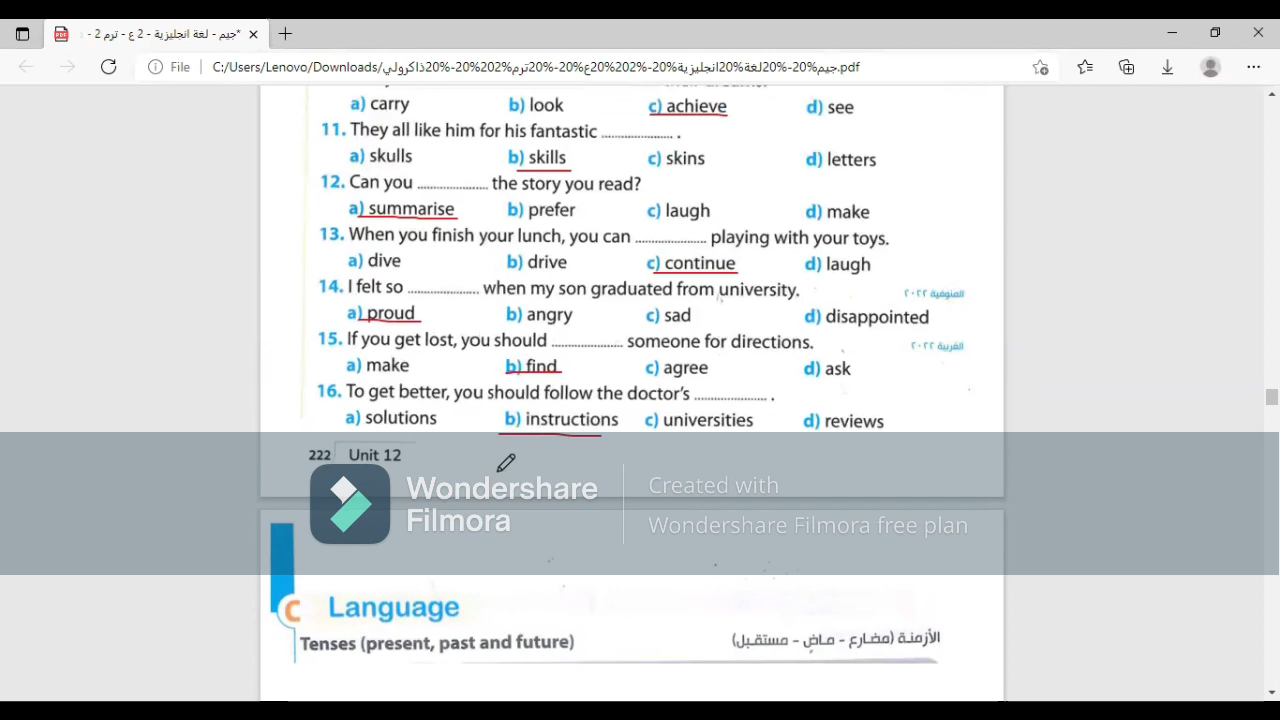 *جيم - لغة انجليزية - 2 ع - ترم 2 -
File
C:/Users/Lenovo/Downloads/جيم%20-%20لغة%20انجليزية%20-%202%20ع%20-%20ترم%202%20-%20ذاكرولي.pdf
a) carry b) look c) achieve d) see
11. They all like him for his fantastic ..................... .
a) skulls b) skills c) skins d) letters
12. Can you ..................... the story you read?
a) summarise b) prefer c) laugh d) make
13. When you finish your lunch, you can ..................... playing with your toys.
a) dive b) drive c) continue d) laugh
14. I felt so ..................... when my son graduated from university. المنوفية ٢٠٢٢
a) proud b) angry c) sad d) disappointed
15. If you get lost, you should ..................... someone for directions. الغربية ٢٠٢٢
a) make b) find c) agree d) ask
16. To get better, you should follow the doctor's ..................... .
a) solutions b) instructions c) universities d) reviews
222 Unit 12
Wondershare
Filmora
Created with
Wondershare Filmora free plan
C Language
Tenses (present, past and future) الأزمنة (مضارع - ماضٍ - مستقبل)